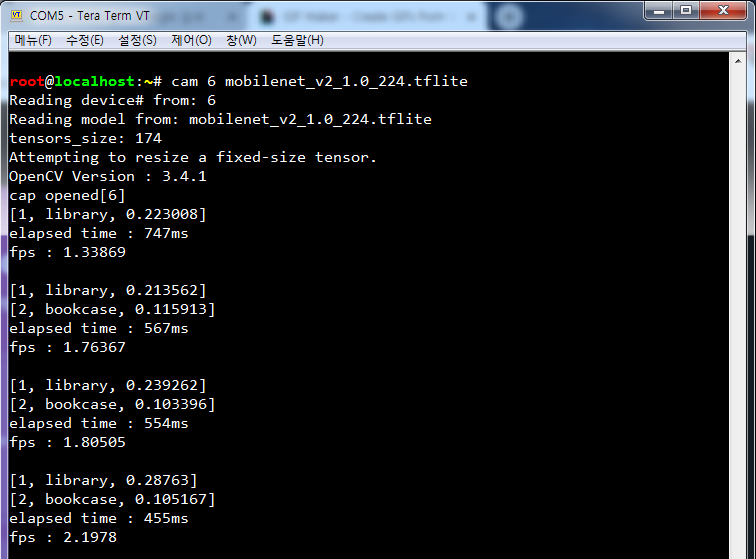 COM5 - Tera Term VT
메뉴(F) 수정(E) 설정(S) 제어(O) 창(W) 도움말(H)
root@localhost:~# cam 6 mobilenet_v2_1.0_224.tflite
Reading device# from: 6
Reading model from: mobilenet_v2_1.0_224.tflite
tensors_size: 174
Attempting to resize a fixed-size tensor.
OpenCV Version : 3.4.1
cap opened[6]
[1, library, 0.223008]
elapsed time : 747ms
fps : 1.33869
[1, library, 0.213562]
[2, bookcase, 0.115913]
elapsed time : 567ms
fps : 1.76367
[1, library, 0.239262]
[2, bookcase, 0.103396]
elapsed time : 554ms
fps : 1.80505
[1, library, 0.28763]
[2, bookcase, 0.105167]
elapsed time : 455ms
fps : 2.1978